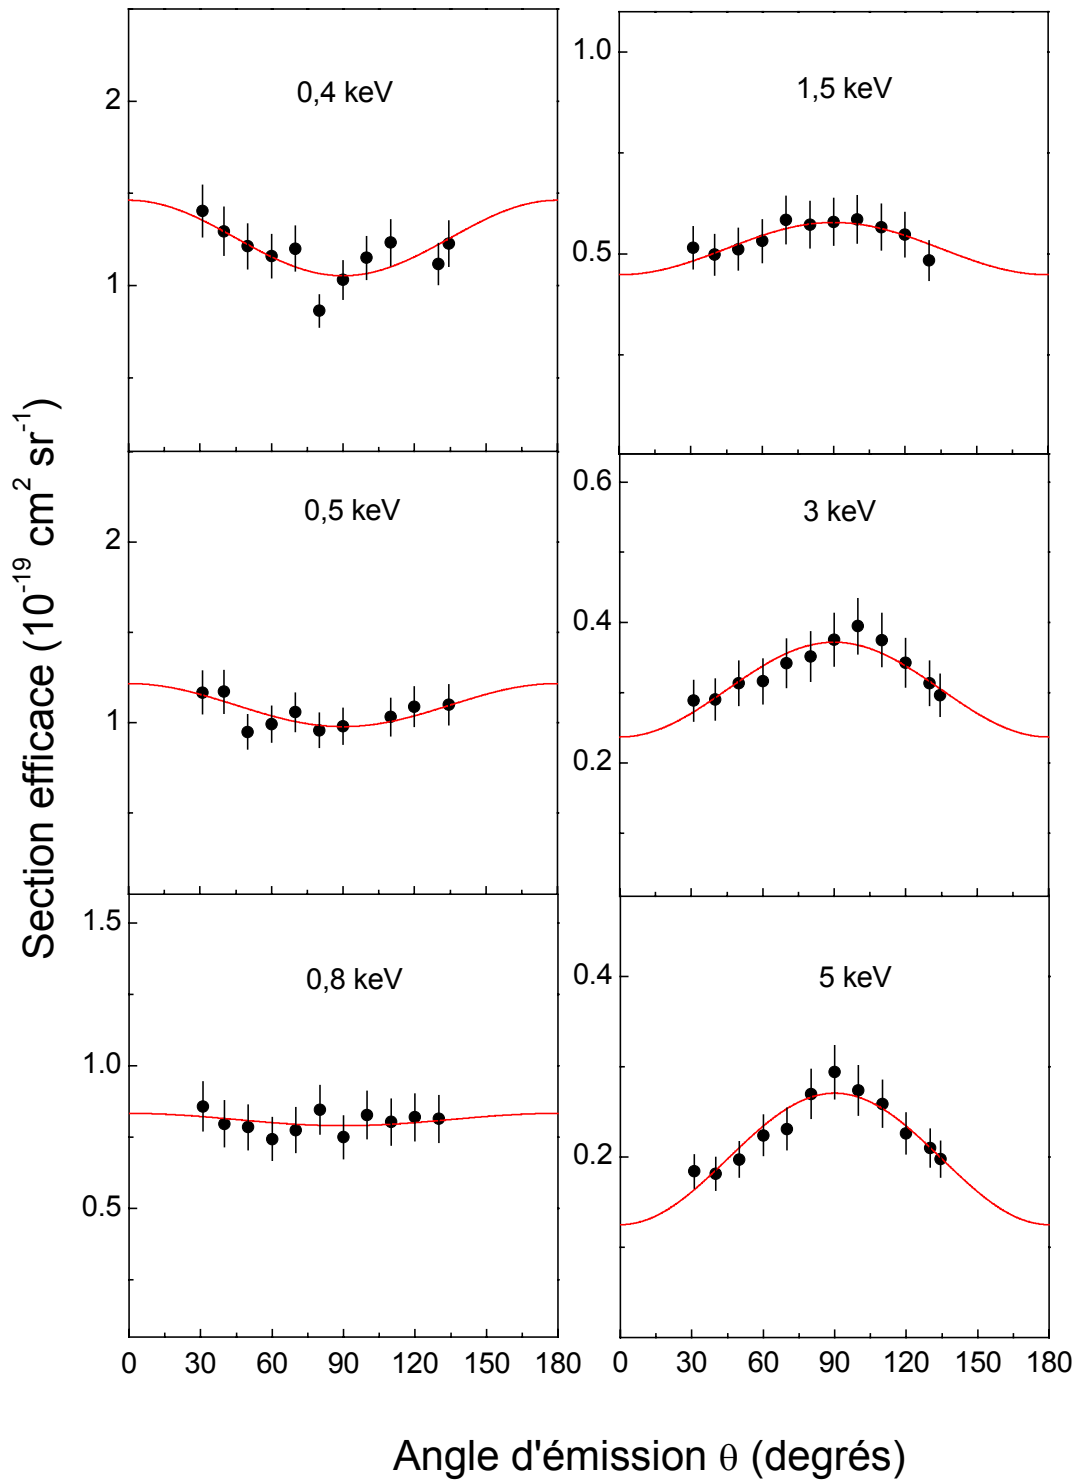 Section efficace (10⁻¹⁹ cm² sr⁻¹)
0,4 keV
2
1
0,5 keV
2
1
0,8 keV
1.5
1.0
0.5
0 30 60 90 120 150 180
1,5 keV
1.0
0.5
3 keV
0.6
0.4
0.2
5 keV
0.4
0.2
0 30 60 90 120 150 180
Angle d'émission θ (degrés)